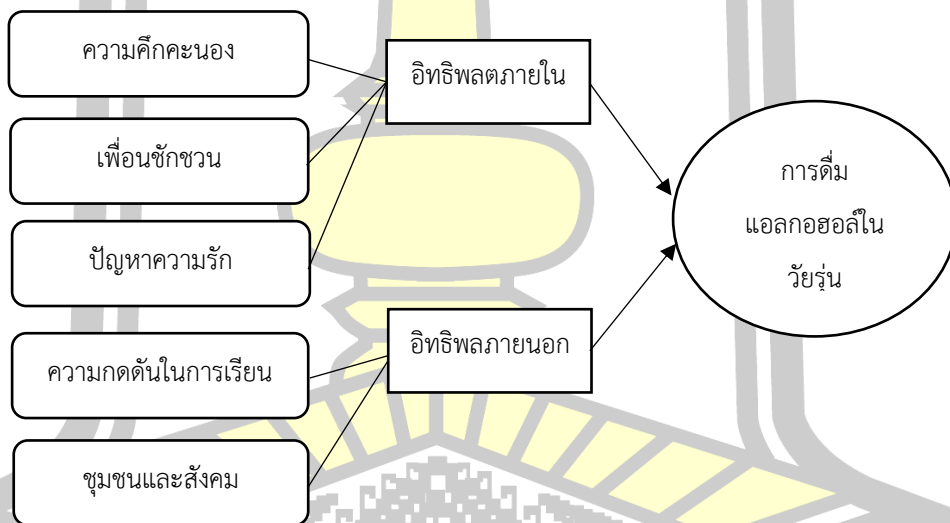 ความคึกคะนอง
เพื่อนชักชวน
ปัญหาความรัก
ความกดดันในการเรียน
ชุมชนและสังคม
อิทธิพลตภายใน
อิทธิพลภายนอก
การดื่ม
แอลกอฮอล์ใน
วัยรุ่น